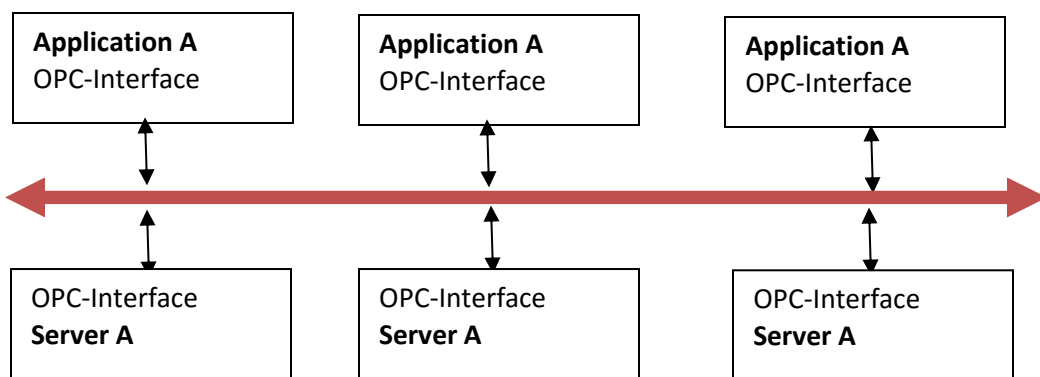 Application A
OPC-Interface
Application A
OPC-Interface
Application A
OPC-Interface
OPC-Interface
Server A
OPC-Interface
Server A
OPC-Interface
Server A